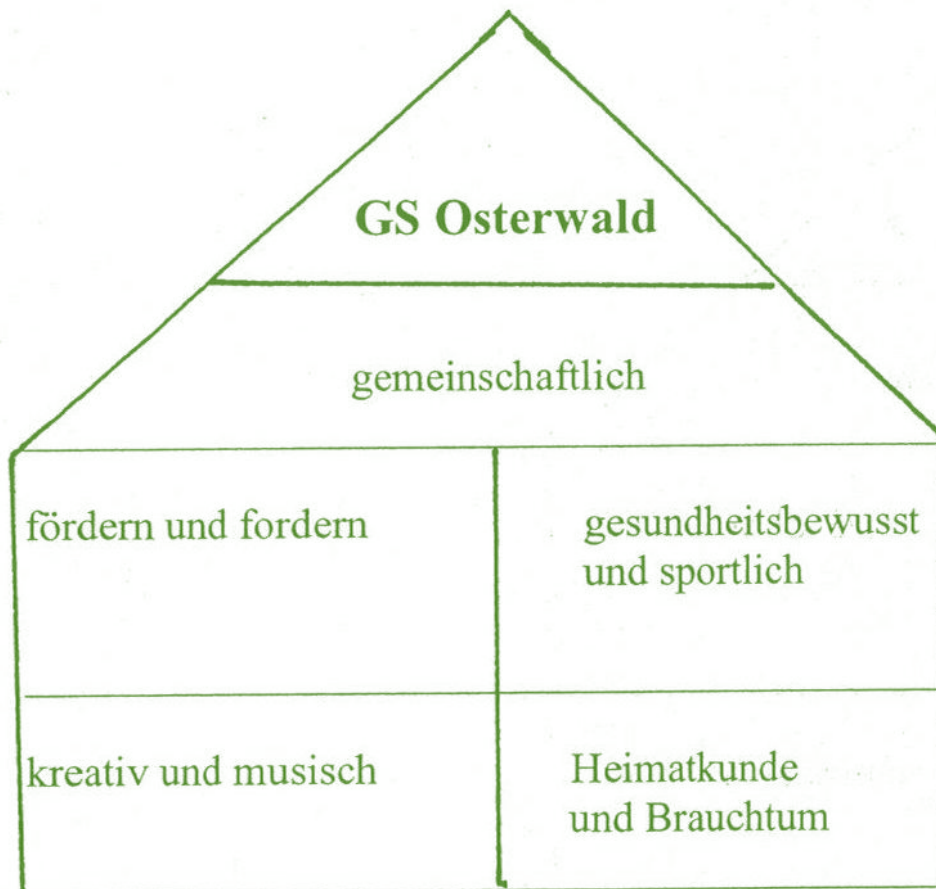 GS Osterwald
gemeinschaftlich
fördern und fordern
gesundheitsbewusst
und sportlich
kreativ und musisch
Heimatkunde
und Brauchtum